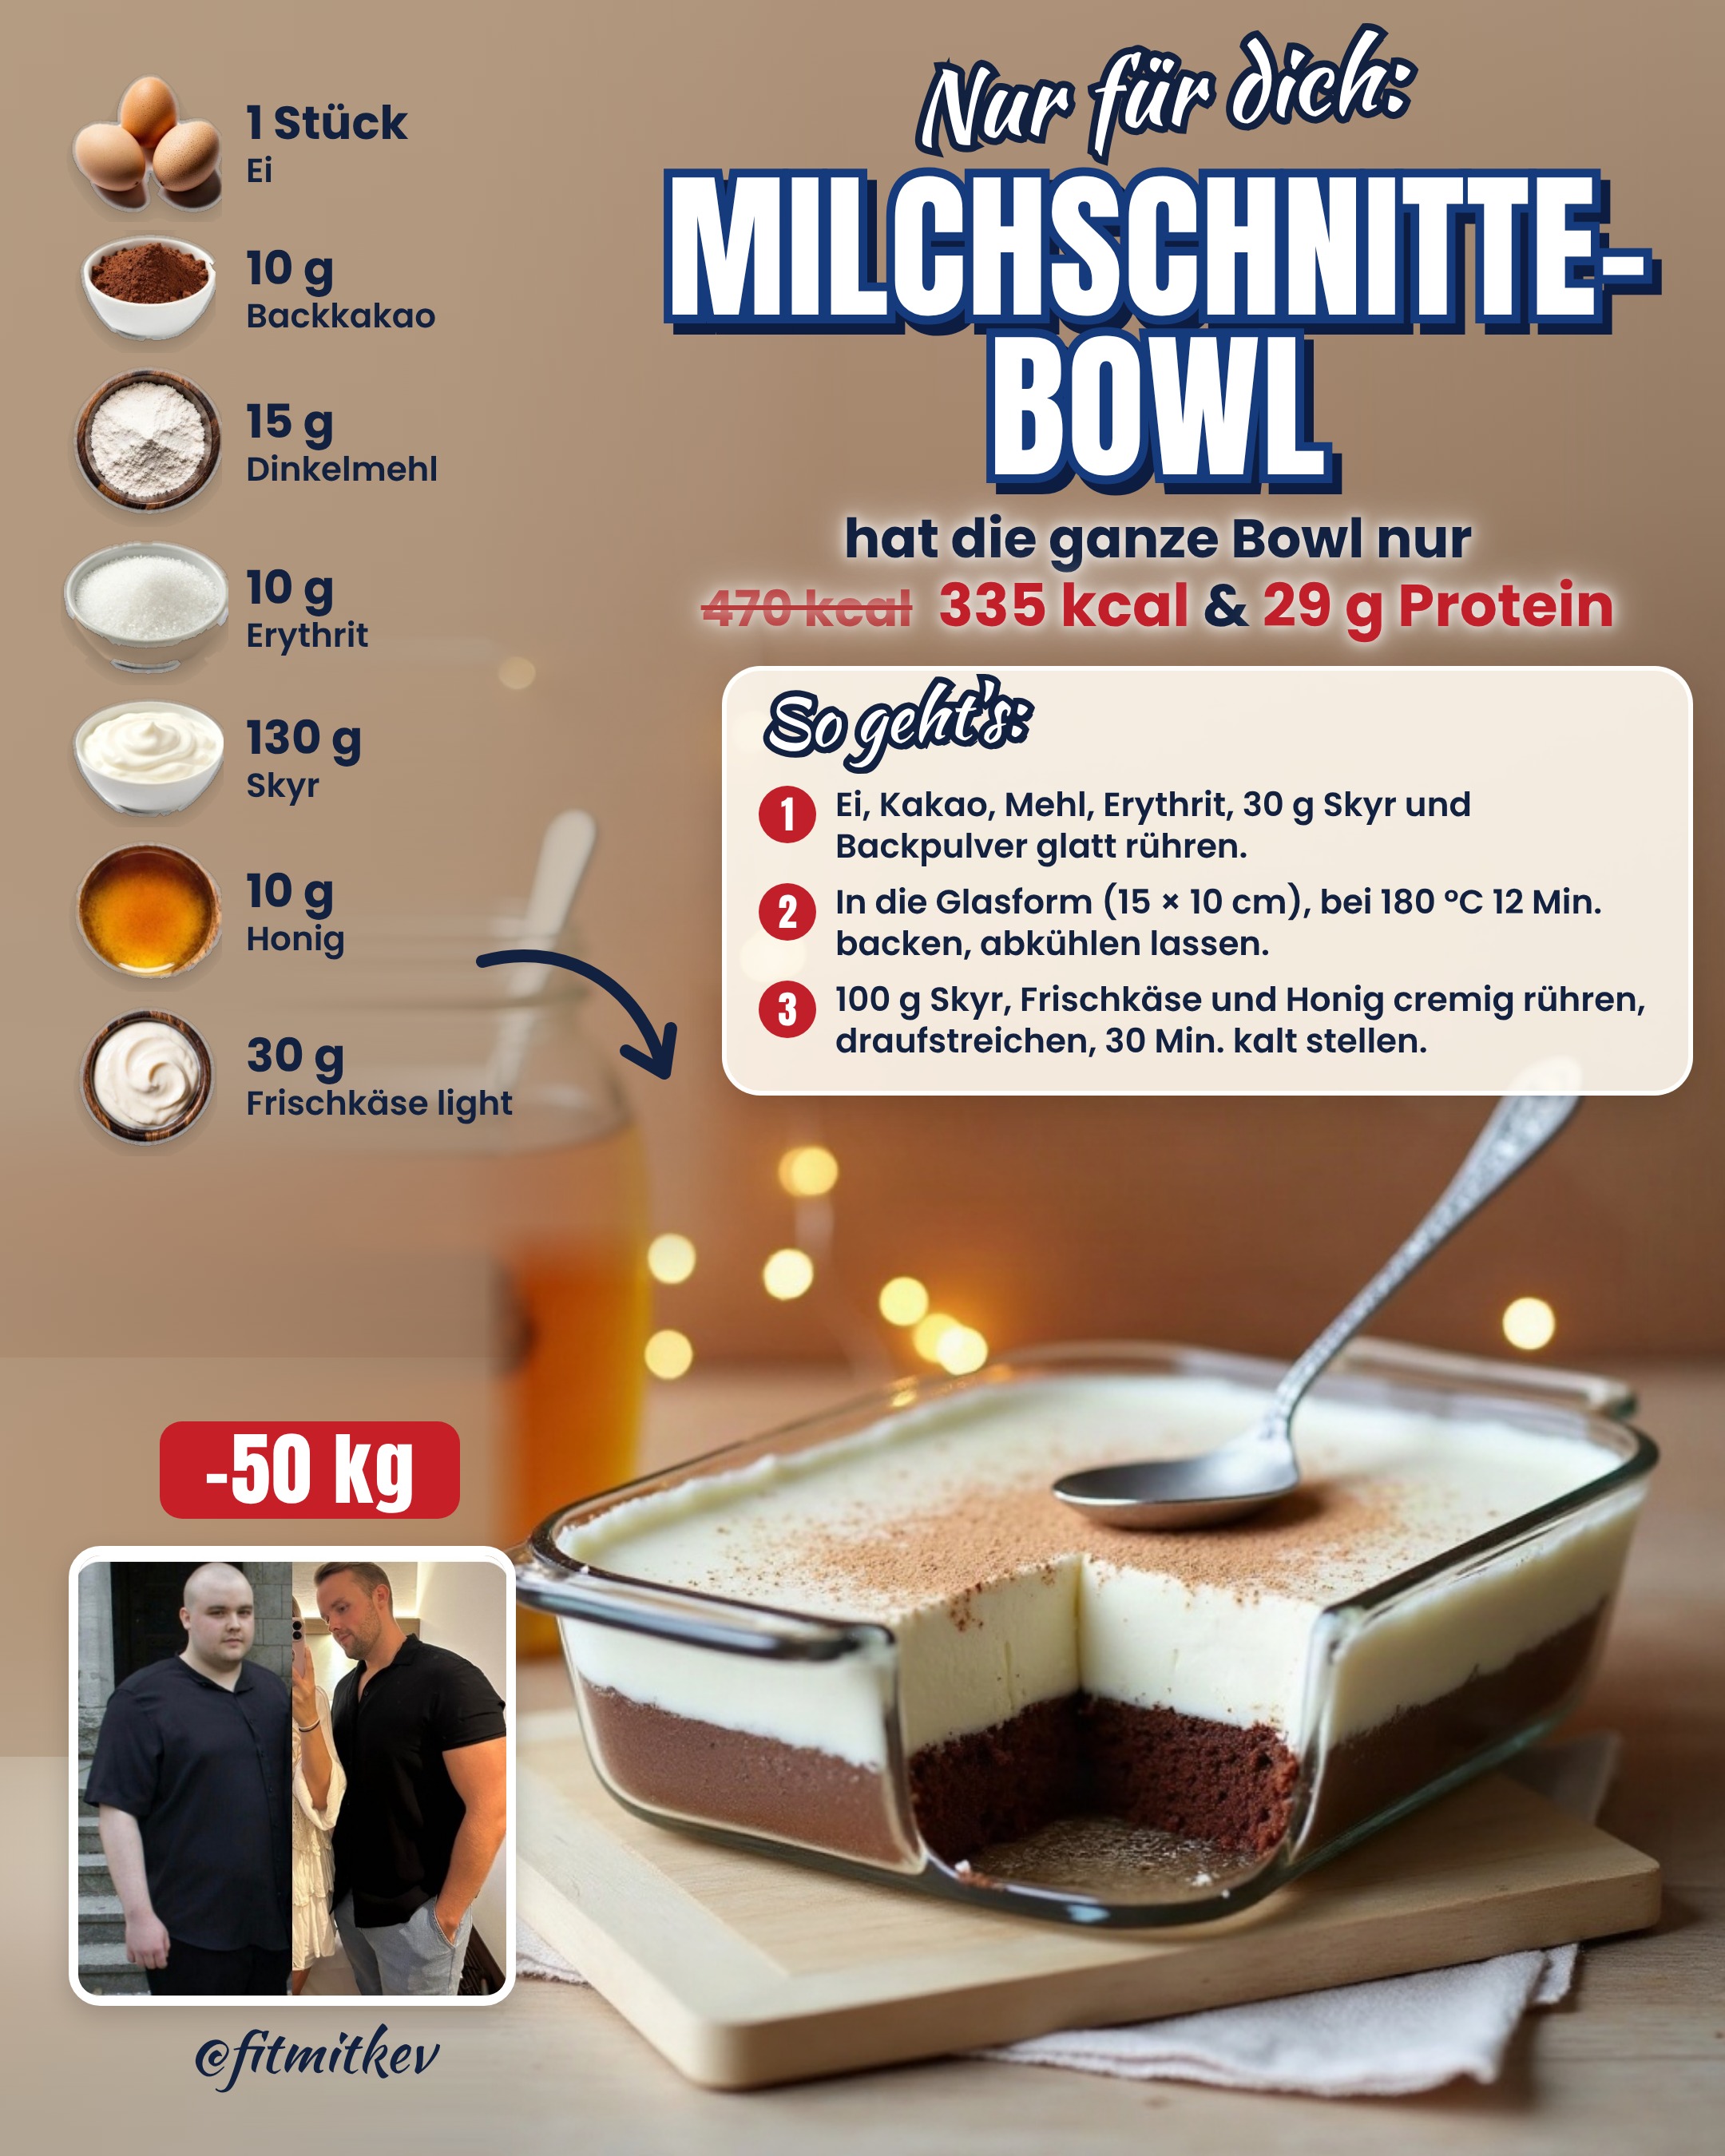 Nur für dich:
MILCHSCHNITTE-
BOWL
hat die ganze Bowl nur
470 kcal 335 kcal & 29 g Protein
1 Stück
Ei
10 g
Backkakao
15 g
Dinkelmehl
10 g
Erythrit
130 g
Skyr
10 g
Honig
30 g
Frischkäse light
So geht's:
1 Ei, Kakao, Mehl, Erythrit, 30 g Skyr und
Backpulver glatt rühren.
2 In die Glasform (15 × 10 cm), bei 180 °C 12 Min.
backen, abkühlen lassen.
3 100 g Skyr, Frischkäse und Honig cremig rühren,
draufstreichen, 30 Min. kalt stellen.
-50 kg
@fitmitkev